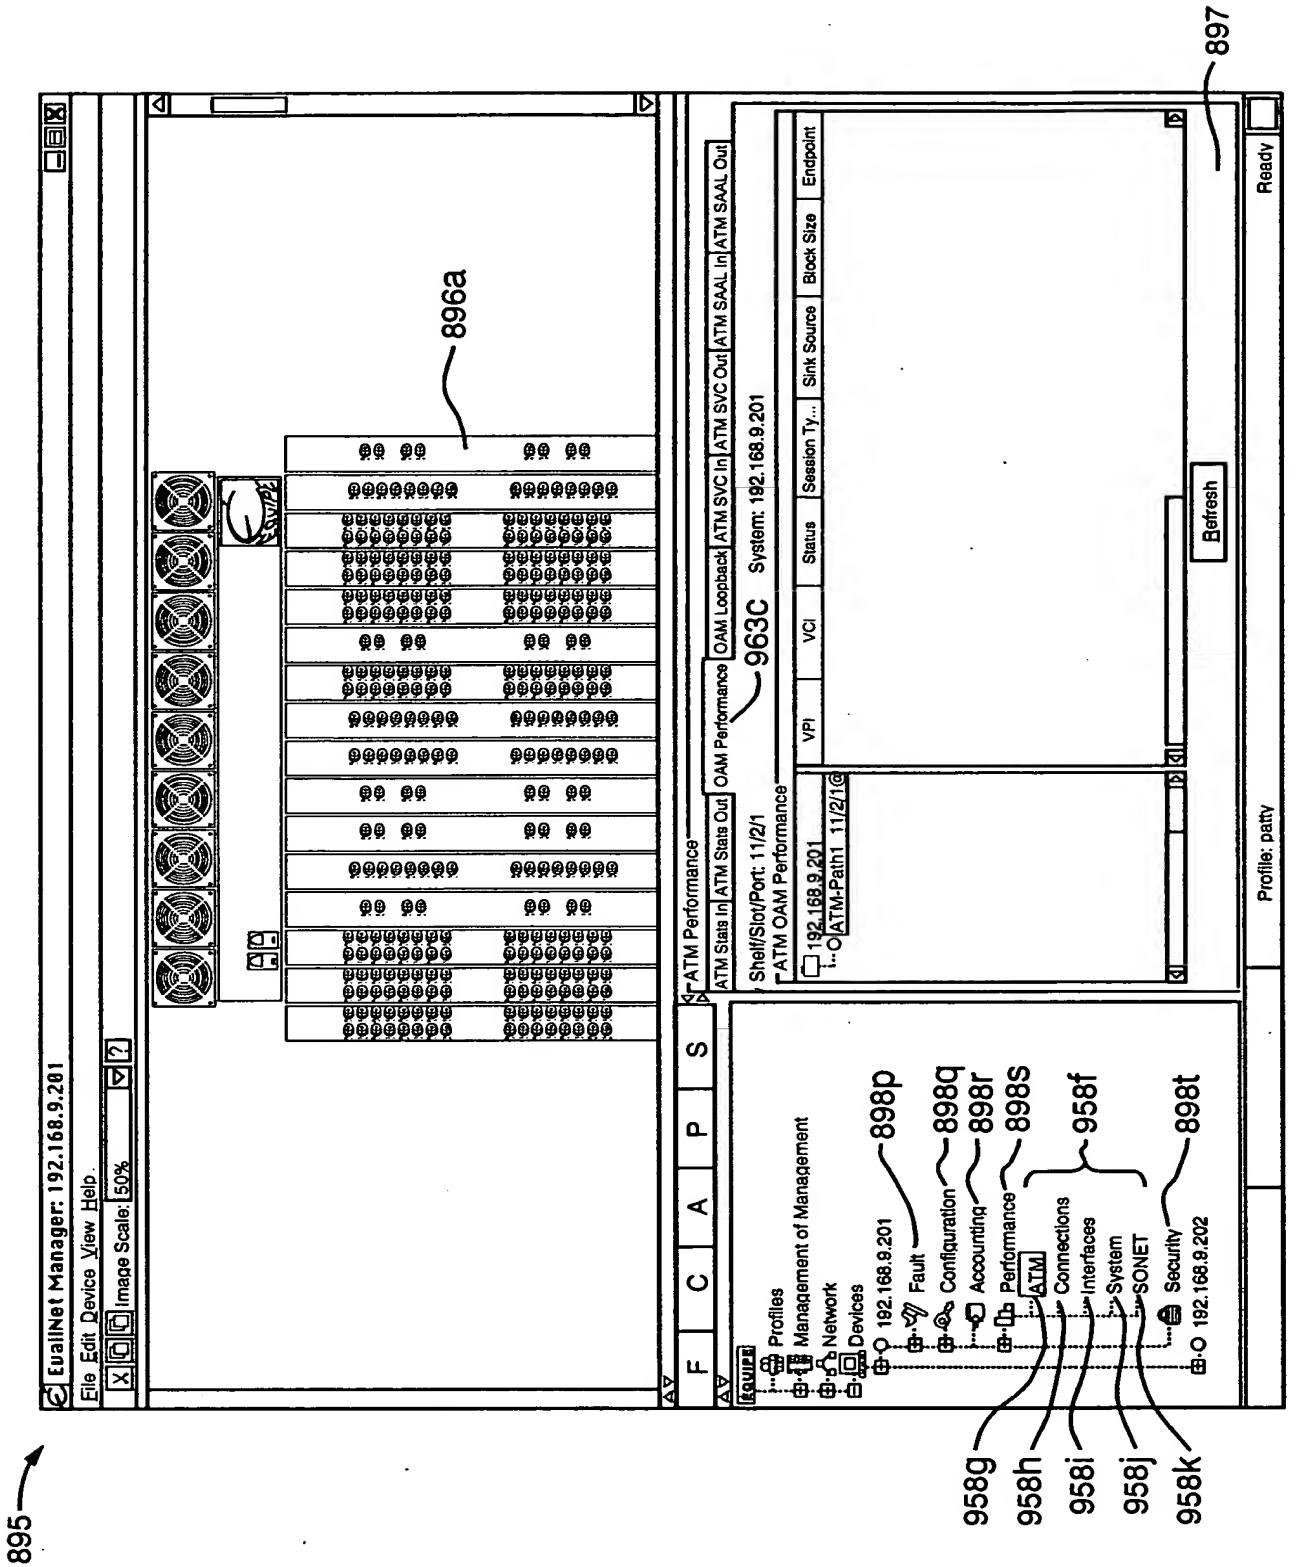 895
EuallNet Manager: 192.168.9.201
File Edit Device View Help
Image Scale: 50% ?
896a
F C A P S
EQUIPE
Profiles
Management of Management
Network
Devices
192.168.9.201
Fault
898p
Configuration
898q
Accounting
898r
Performance
898s
ATM
Connections
Interfaces
System
SONET
958f
Security
898t
192.168.9.202
958g
958h
958i
958j
958k
ATM Performance
ATM Stats In ATM Stats Out OAM Performance OAM Loopback ATM SVC In ATM SVC Out ATM SAAL In ATM SAAL Out
Shelf/Slot/Port: 11/2/1 System: 192.168.9.201
963C
ATM OAM Performance
192.168.9.201
ATM-Path1 11/2/1@
VPI VCI Status Session Ty... Sink Source Block Size Endpoint
Refresh
897
Profile: patty Ready